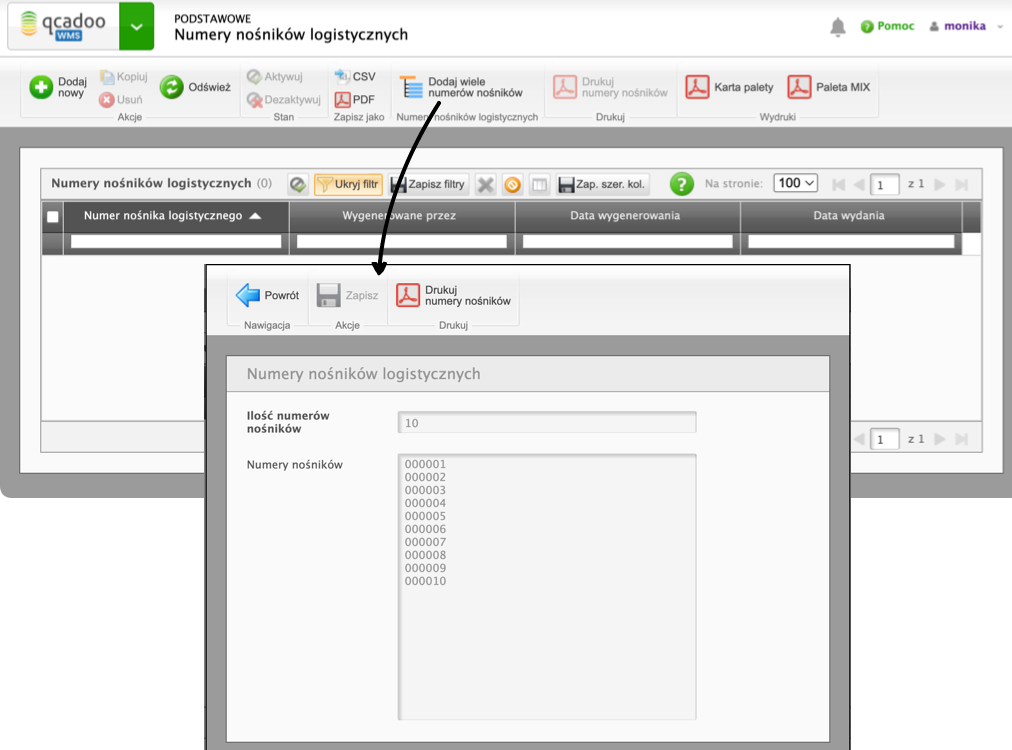 qcadoo
WMS
PODSTAWOWE
Numery nośników logistycznych
Pomoc
monika
Dodaj
nowy
Kopiuj
Usuń
Odśwież
Akcje
Aktywuj
Dezaktywuj
Stan
CSV
PDF
Zapisz jako
Dodaj wiele
numerów nośników
Numery nośników logistycznych
Drukuj
numery nośników
Drukuj
Karta palety
Paleta MIX
Wydruki
Numery nośników logistycznych (0)
Ukryj filtr
Zapisz filtry
Zap. szer. kol.
?
Na stronie:
100
1
z 1
Numer nośnika logistycznego
Wygenerowane przez
Data wygenerowania
Data wydania
1
z 1
Powrót
Nawigacja
Zapisz
Akcje
Drukuj
numery nośników
Drukuj
Numery nośników logistycznych
Ilość numerów
nośników
10
Numery nośników
000001
000002
000003
000004
000005
000006
000007
000008
000009
000010